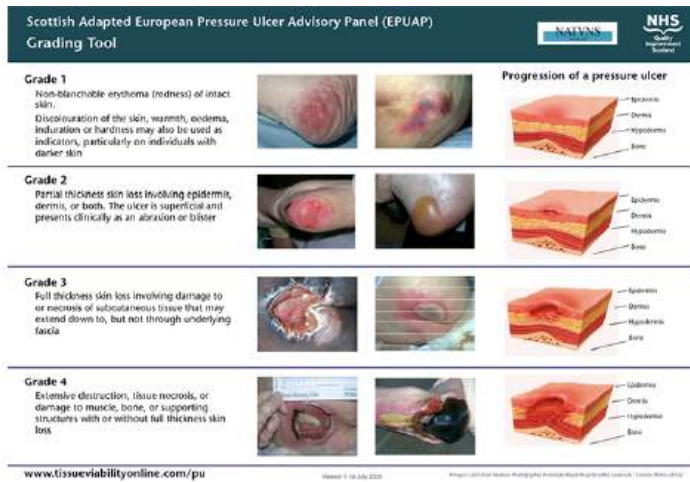 Scottish Adapted European Pressure Ulcer Advisory Panel (EPUAP)
Grading Tool
NATVNS
NHS
Quality
Improvement
Scotland
Grade 1
Non-blanchable erythema (redness) of intact
skin.
Discolouration of the skin, warmth, oedema,
induration or hardness may also be used as
indicators, particularly on individuals with
darker skin
Progression of a pressure ulcer
Epidermis
Dermis
Hypodermis
Bone
Grade 2
Partial thickness skin loss involving epidermis,
dermis, or both. The ulcer is superficial and
presents clinically as an abrasion or blister
Epidermis
Dermis
Hypodermis
Bone
Grade 3
Full thickness skin loss involving damage to
or necrosis of subcutaneous tissue that may
extend down to, but not through underlying
fascia
Epidermis
Dermis
Hypodermis
Bone
Grade 4
Extensive destruction, tissue necrosis, or
damage to muscle, bone, or supporting
structures with or without full thickness skin
loss
Epidermis
Dermis
Hypodermis
Bone
www.tissueviabilityonline.com/pu
July